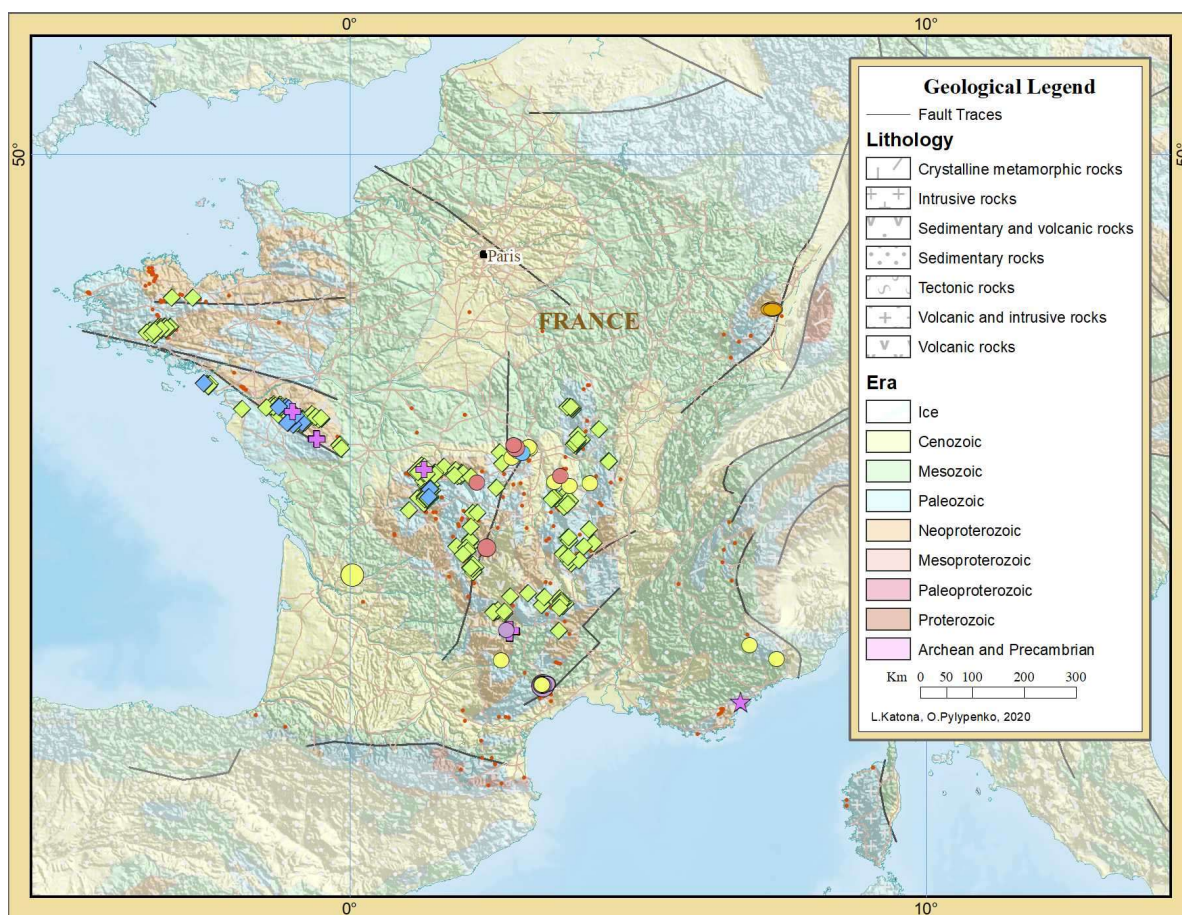 0°
10°
50°
50°
Paris
FRANCE
Geological Legend
Fault Traces
Lithology
Crystalline metamorphic rocks
Intrusive rocks
Sedimentary and volcanic rocks
Sedimentary rocks
Tectonic rocks
Volcanic and intrusive rocks
Volcanic rocks
Era
Ice
Cenozoic
Mesozoic
Paleozoic
Neoproterozoic
Mesoproterozoic
Paleoproterozoic
Proterozoic
Archean and Precambrian
Km 0 50 100 200 300
L.Katona, O.Pylypenko, 2020
0°
10°